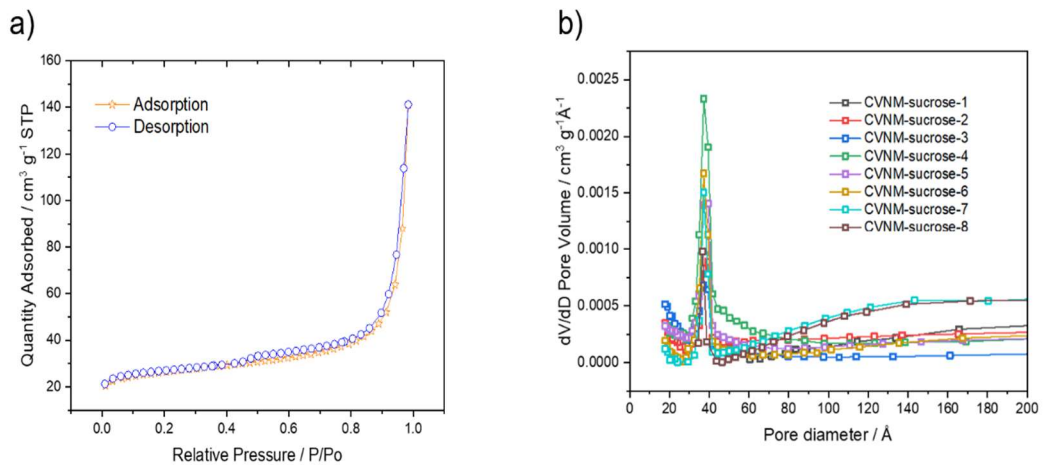 a)
160
140
120
100
80
60
40
20
Quantity Adsorbed / cm³ g⁻¹ STP
Adsorption
Desorption
0.0 0.2 0.4 0.6 0.8 1.0
Relative Pressure / P/Po
b)
0.0025
0.0020
0.0015
0.0010
0.0005
0.0000
dV/dD Pore Volume / cm³ g⁻¹Å⁻¹
CVNM-sucrose-1
CVNM-sucrose-2
CVNM-sucrose-3
CVNM-sucrose-4
CVNM-sucrose-5
CVNM-sucrose-6
CVNM-sucrose-7
CVNM-sucrose-8
0 20 40 60 80 100 120 140 160 180 200
Pore diameter / Å